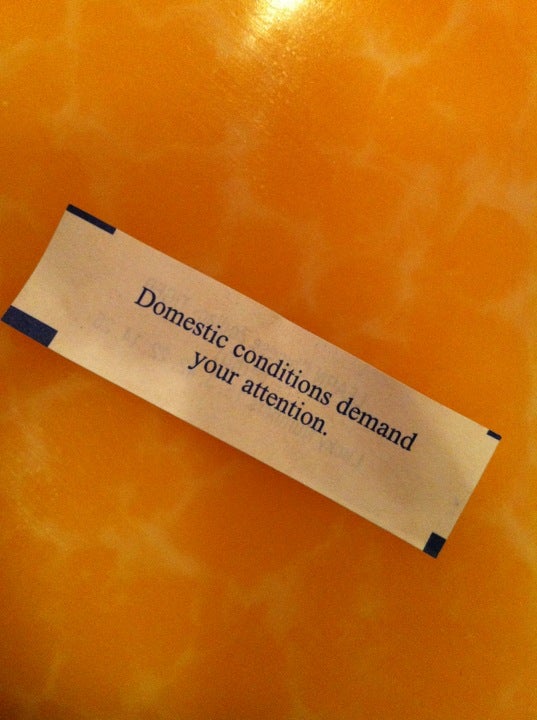 Domestic conditions demand
your attention.